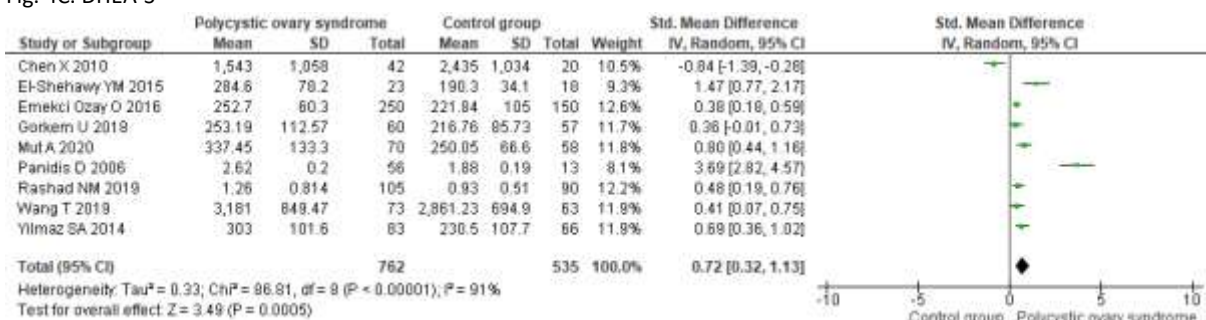 Fig. 4c. DHEA-S
Polycystic ovary syndrome Control group Std. Mean Difference Std. Mean Difference
Study or Subgroup Mean SD Total Mean SD Total Weight IV, Random, 95% CI IV, Random, 95% CI
Chen X 2010 1,543 1,058 42 2,435 1,034 20 10.5% -0.84 [-1.39, -0.28]
El-Shehawy YM 2015 284.6 78.2 23 190.3 34.1 18 9.3% 1.47 [0.77, 2.17]
Emekci Ozay O 2016 252.7 60.3 250 221.84 105 150 12.6% 0.38 [0.18, 0.59]
Gorkem U 2018 253.19 112.57 60 216.76 85.73 57 11.7% 0.36 [-0.01, 0.73]
Mut A 2020 337.45 133.3 70 250.05 66.6 58 11.8% 0.80 [0.44, 1.16]
Panidis D 2006 2.62 0.2 56 1.88 0.19 13 8.1% 3.69 [2.82, 4.57]
Rashad NM 2019 1.26 0.814 105 0.93 0.51 90 12.2% 0.48 [0.19, 0.76]
Wang T 2019 3,181 849.47 73 2,861.23 694.9 63 11.9% 0.41 [0.07, 0.75]
Yilmaz SA 2014 303 101.6 83 230.5 107.7 66 11.9% 0.69 [0.36, 1.02]
Total (95% CI) 762 535 100.0% 0.72 [0.32, 1.13]
Heterogeneity: Tau² = 0.33; Chi² = 86.81, df = 8 (P < 0.00001); I² = 91%
Test for overall effect: Z = 3.49 (P = 0.0005)
-10 -5 0 5 10
Control group Polycystic ovary syndrome